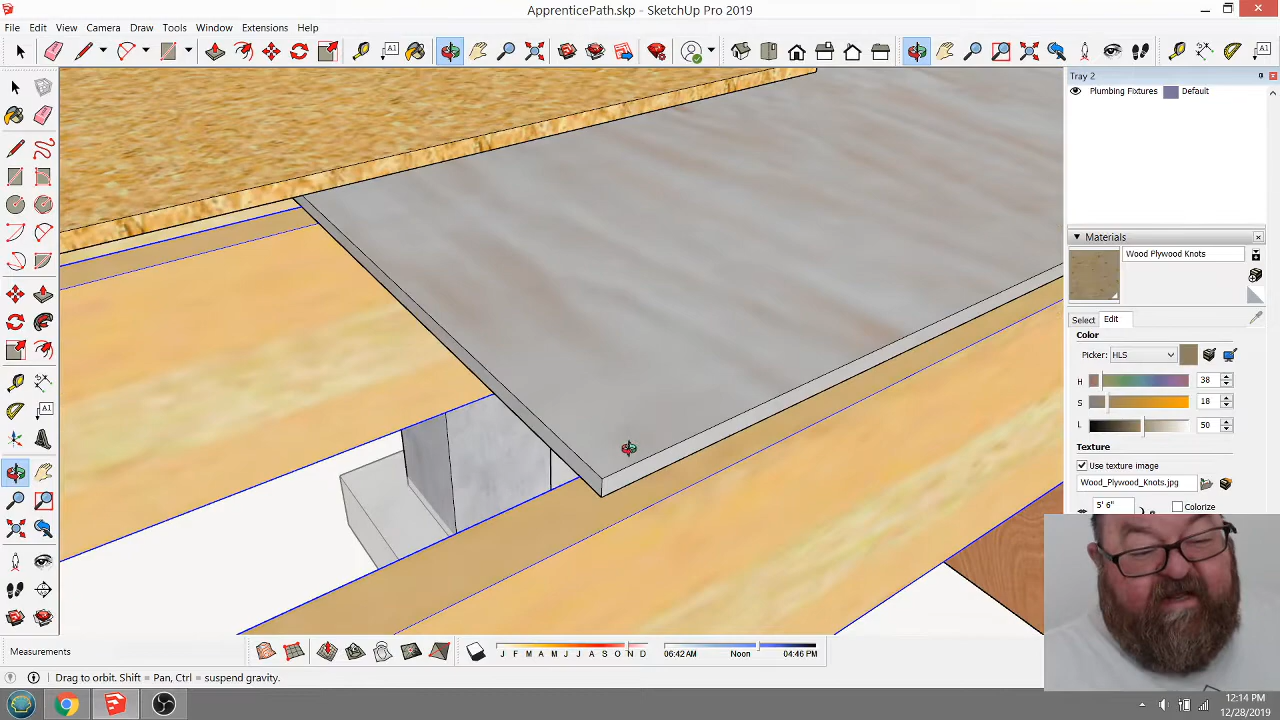 ApprenticePath.skp - SketchUp Pro 2019
File Edit View Camera Draw Tools Window Extensions Help
Tray 2
Plumbing Fixtures Default
Materials
Wood Plywood Knots
Select Edit
Color
Picker: HLS
H 38
S 18
L 50
Texture
Use texture image
Wood_Plywood_Knots.jpg
5' 6" Colorize
Measurements
J F M A M J J A S O N D 06:42 AM Noon 04:46 PM
Drag to orbit. Shift = Pan, Ctrl = suspend gravity.
12:14 PM
12/28/2019